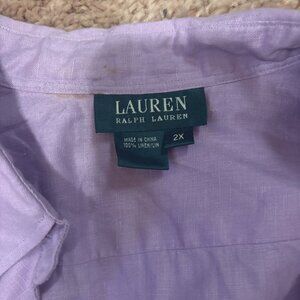 LAUREN
RALPH LAUREN
MADE IN CHINA
100% LINEN/LIN
2X